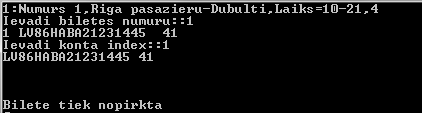 1:Numurs 1,Riga pasazieru-Dubulti,Laiks=10-21,4
Ievadi biletes numuru::1
1 LV86HABA21231445  41
Ievadi konta index::1
LV86HABA21231445 41
Bilete tiek nopirkta